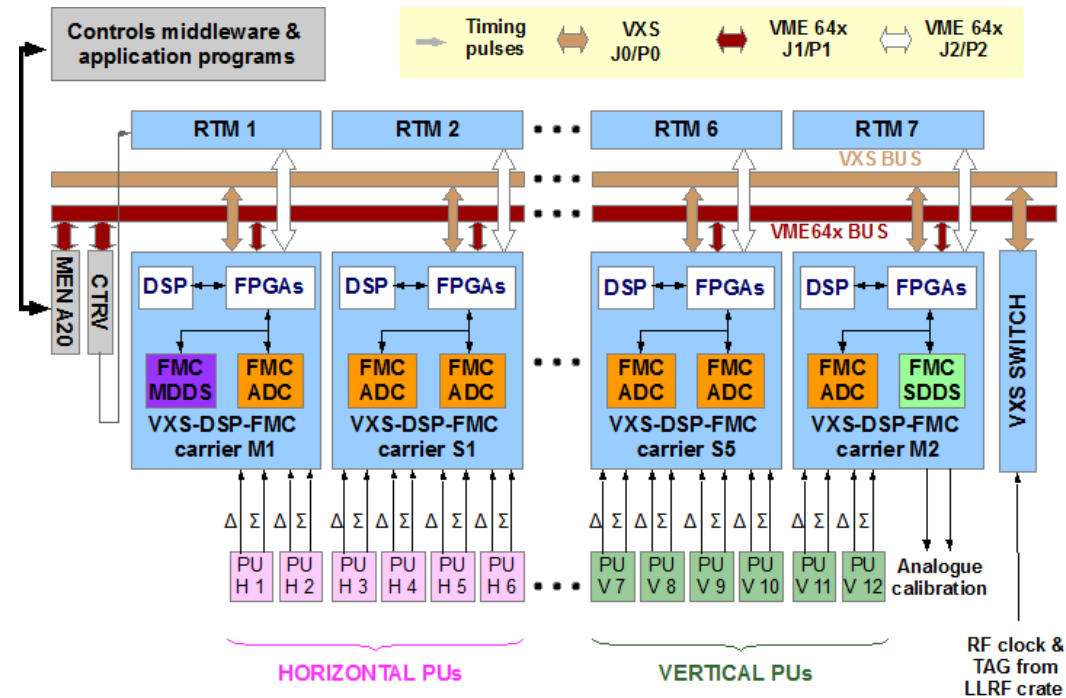 Controls middleware &
application programs
Timing
pulses
VXS
J0/P0
VME 64x
J1/P1
VME 64x
J2/P2
RTM 1
RTM 2
RTM 6
RTM 7
VXS BUS
VME64x BUS
MEN A20
CTRV
DSP
FPGAs
FMC
MDDS
FMC
ADC
VXS-DSP-FMC
carrier M1
DSP
FPGAs
FMC
ADC
FMC
ADC
VXS-DSP-FMC
carrier S1
DSP
FPGAs
FMC
ADC
FMC
ADC
VXS-DSP-FMC
carrier S5
DSP
FPGAs
FMC
ADC
FMC
SDDS
VXS-DSP-FMC
carrier M2
VXS SWITCH
Δ Σ Δ Σ
Δ Σ Δ Σ Δ Σ Δ Σ
Δ Σ Δ Σ Δ Σ Δ Σ
Δ Σ Δ Σ
PU
H 1
PU
H 2
PU
H 3
PU
H 4
PU
H 5
PU
H 6
PU
V 7
PU
V 8
PU
V 9
PU
V 10
PU
V 11
PU
V 12
Analogue
calibration
HORIZONTAL PUs
VERTICAL PUs
RF clock &
TAG from
LLRF crate